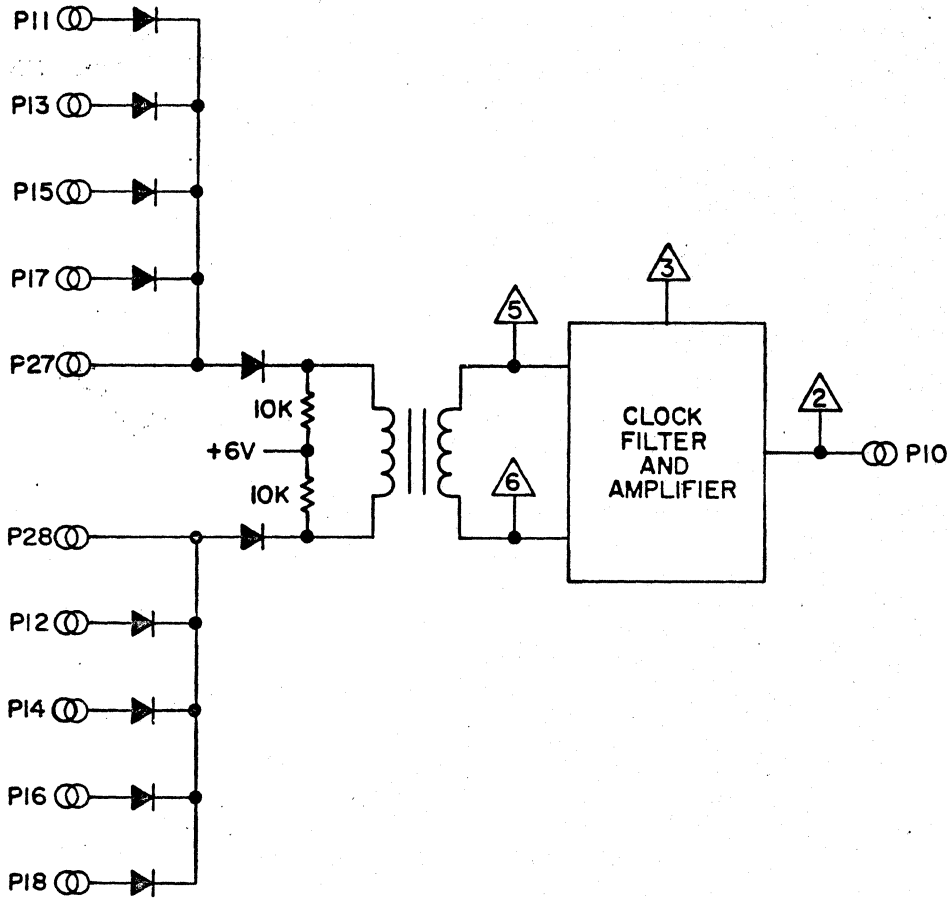 P11
P13
P15
P17
P27
10K
+6V
10K
P28
P12
P14
P16
P18
5
6
3
CLOCK
FILTER
AND
AMPLIFIER
2
P10